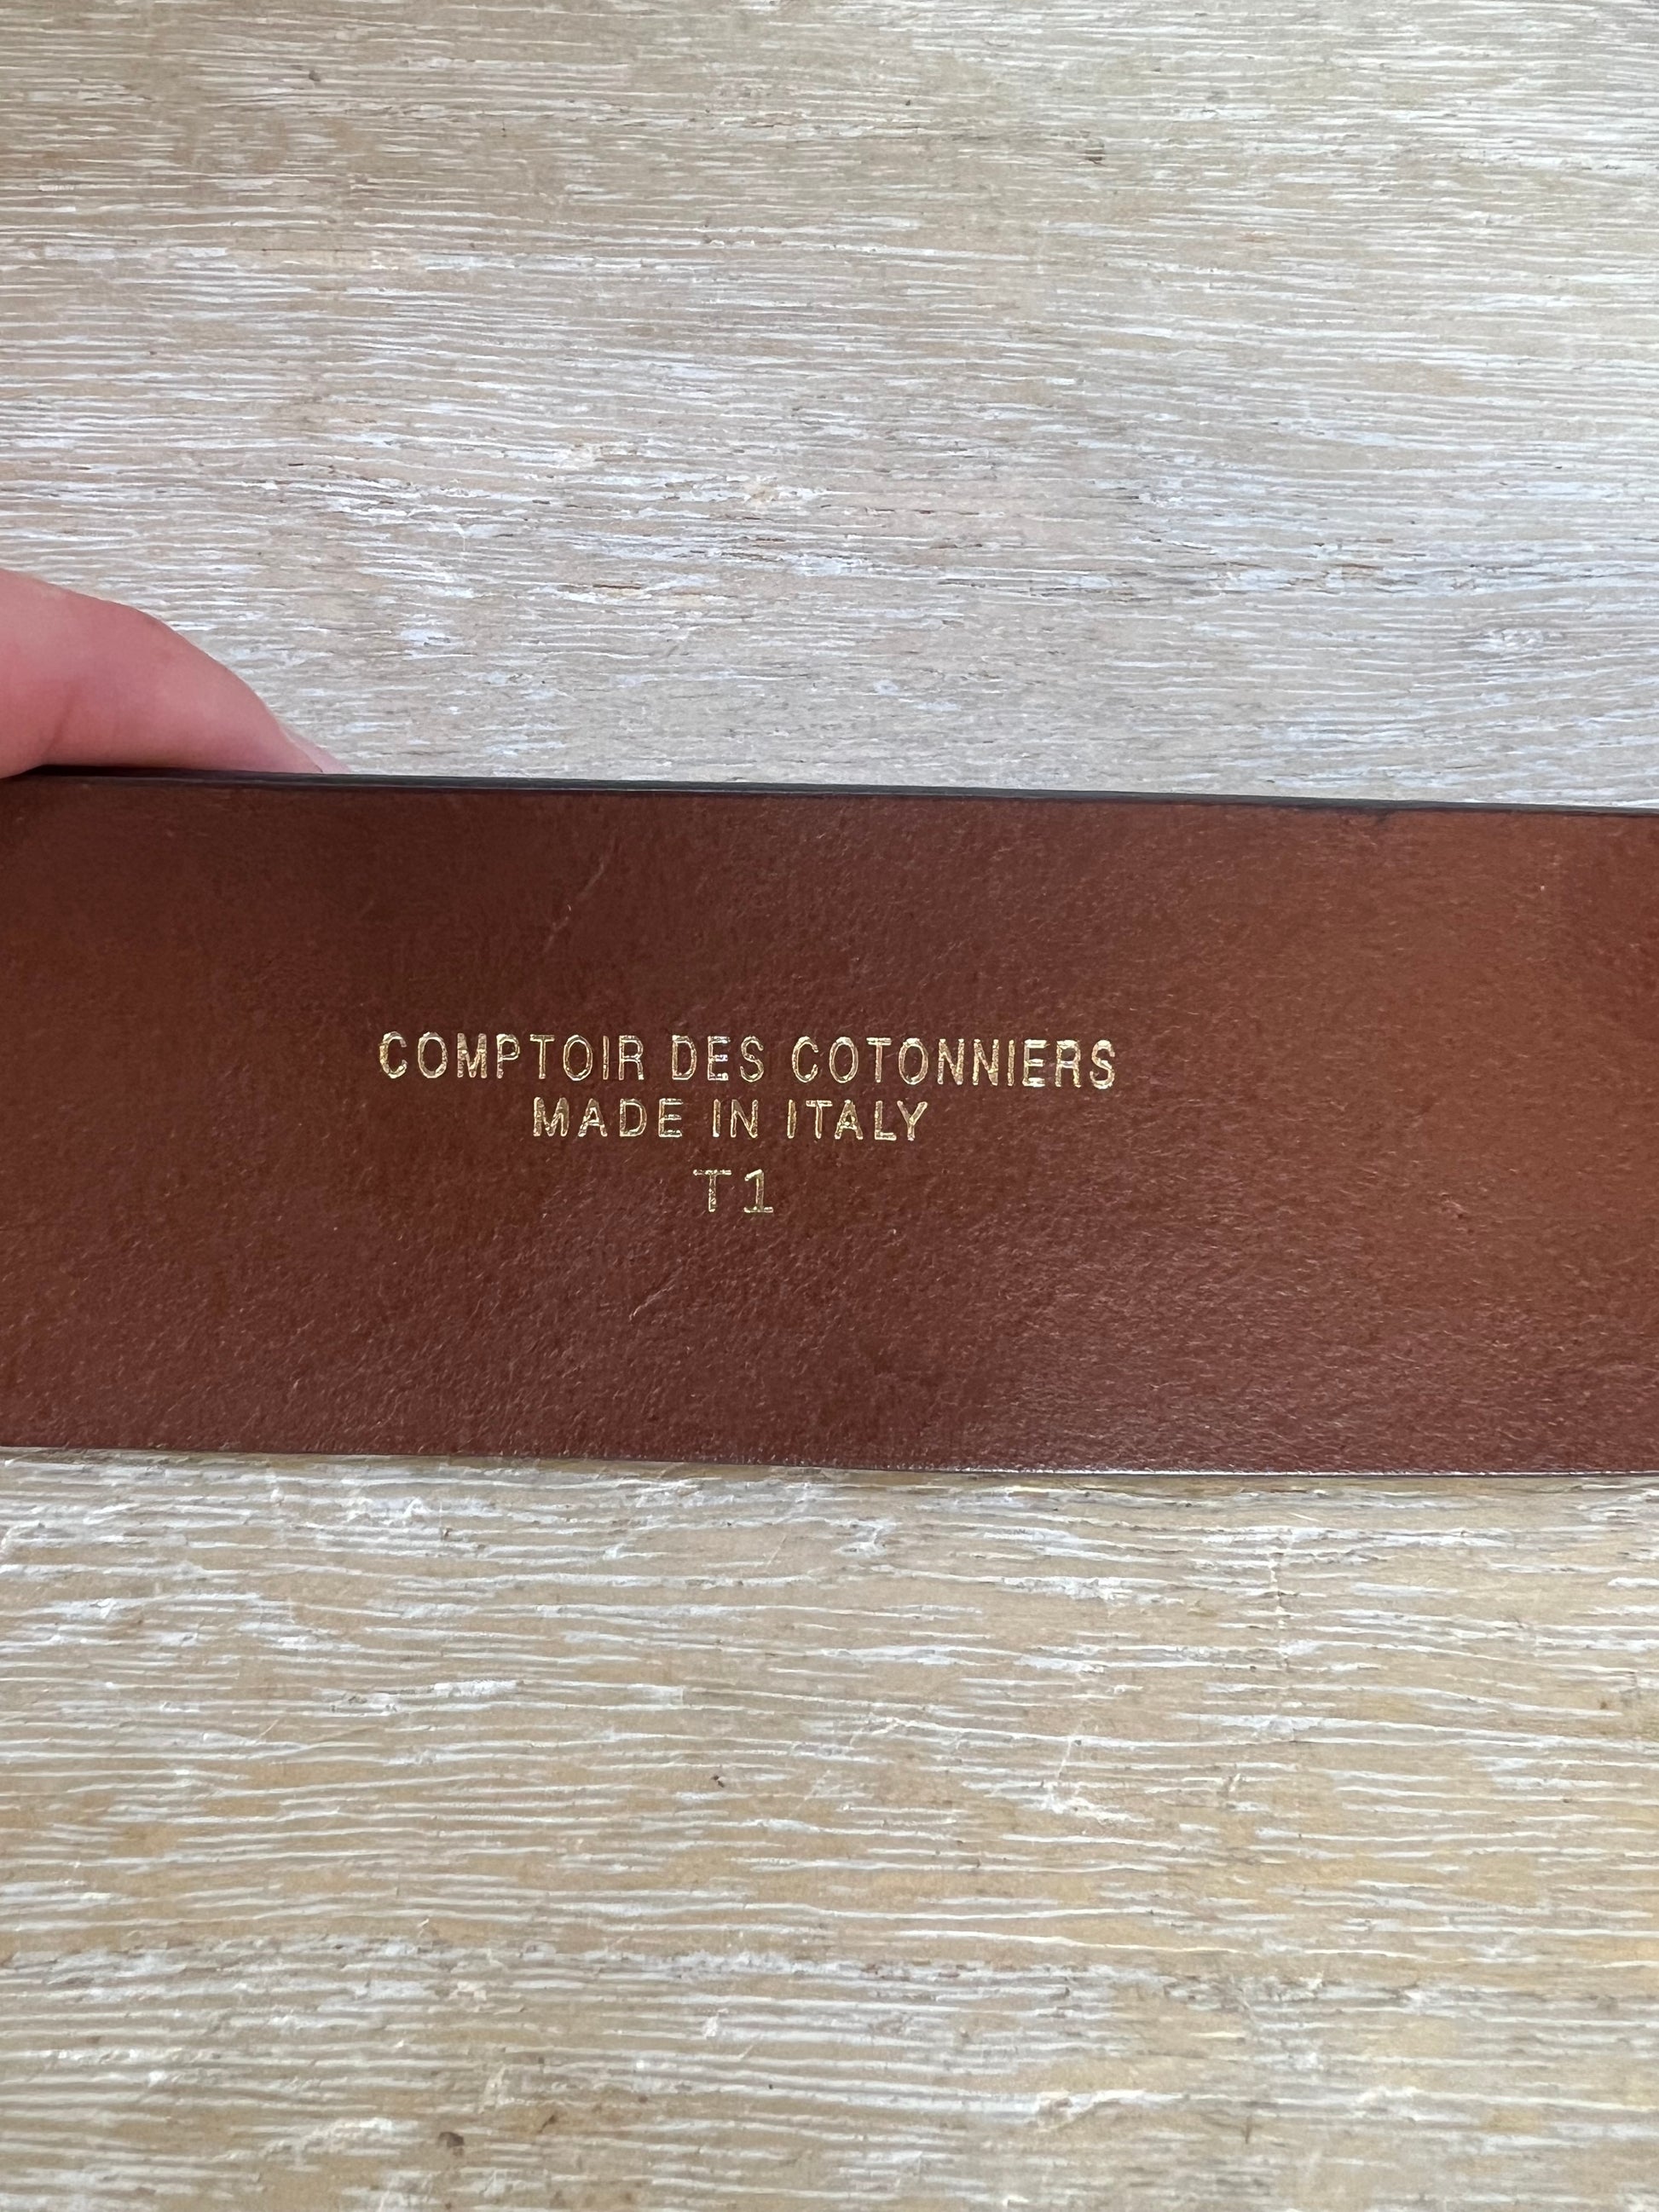 COMPTOIR DES COTONNIERS
MADE IN ITALY
T1